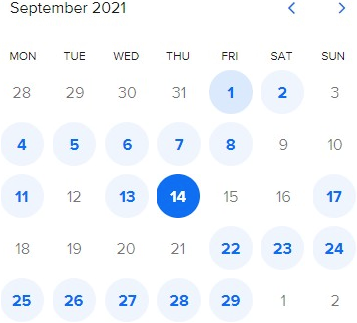 September 2021
MON TUE WED THU FRI SAT SUN
28 29 30 31 1 2 3
4 5 6 7 8 9 10
11 12 13 14 15 16 17
18 19 20 21 22 23 24
25 26 27 28 29 1 2